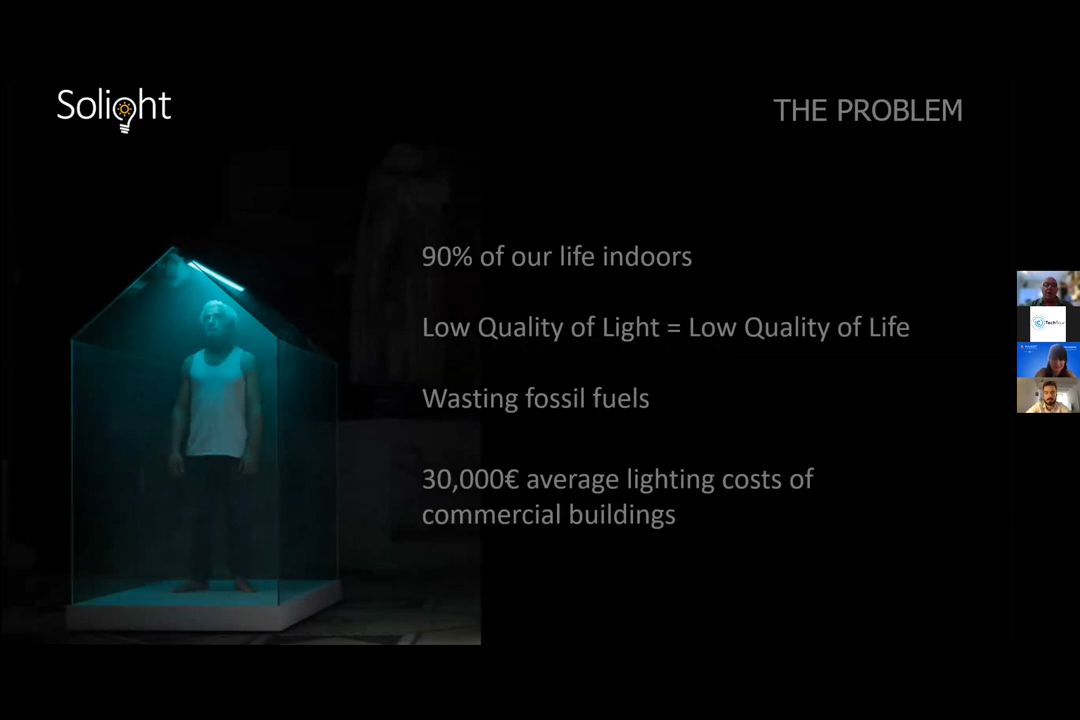 Solight
THE PROBLEM
90% of our life indoors
Low Quality of Light = Low Quality of Life
Wasting fossil fuels
30,000€ average lighting costs of
commercial buildings
TechTour